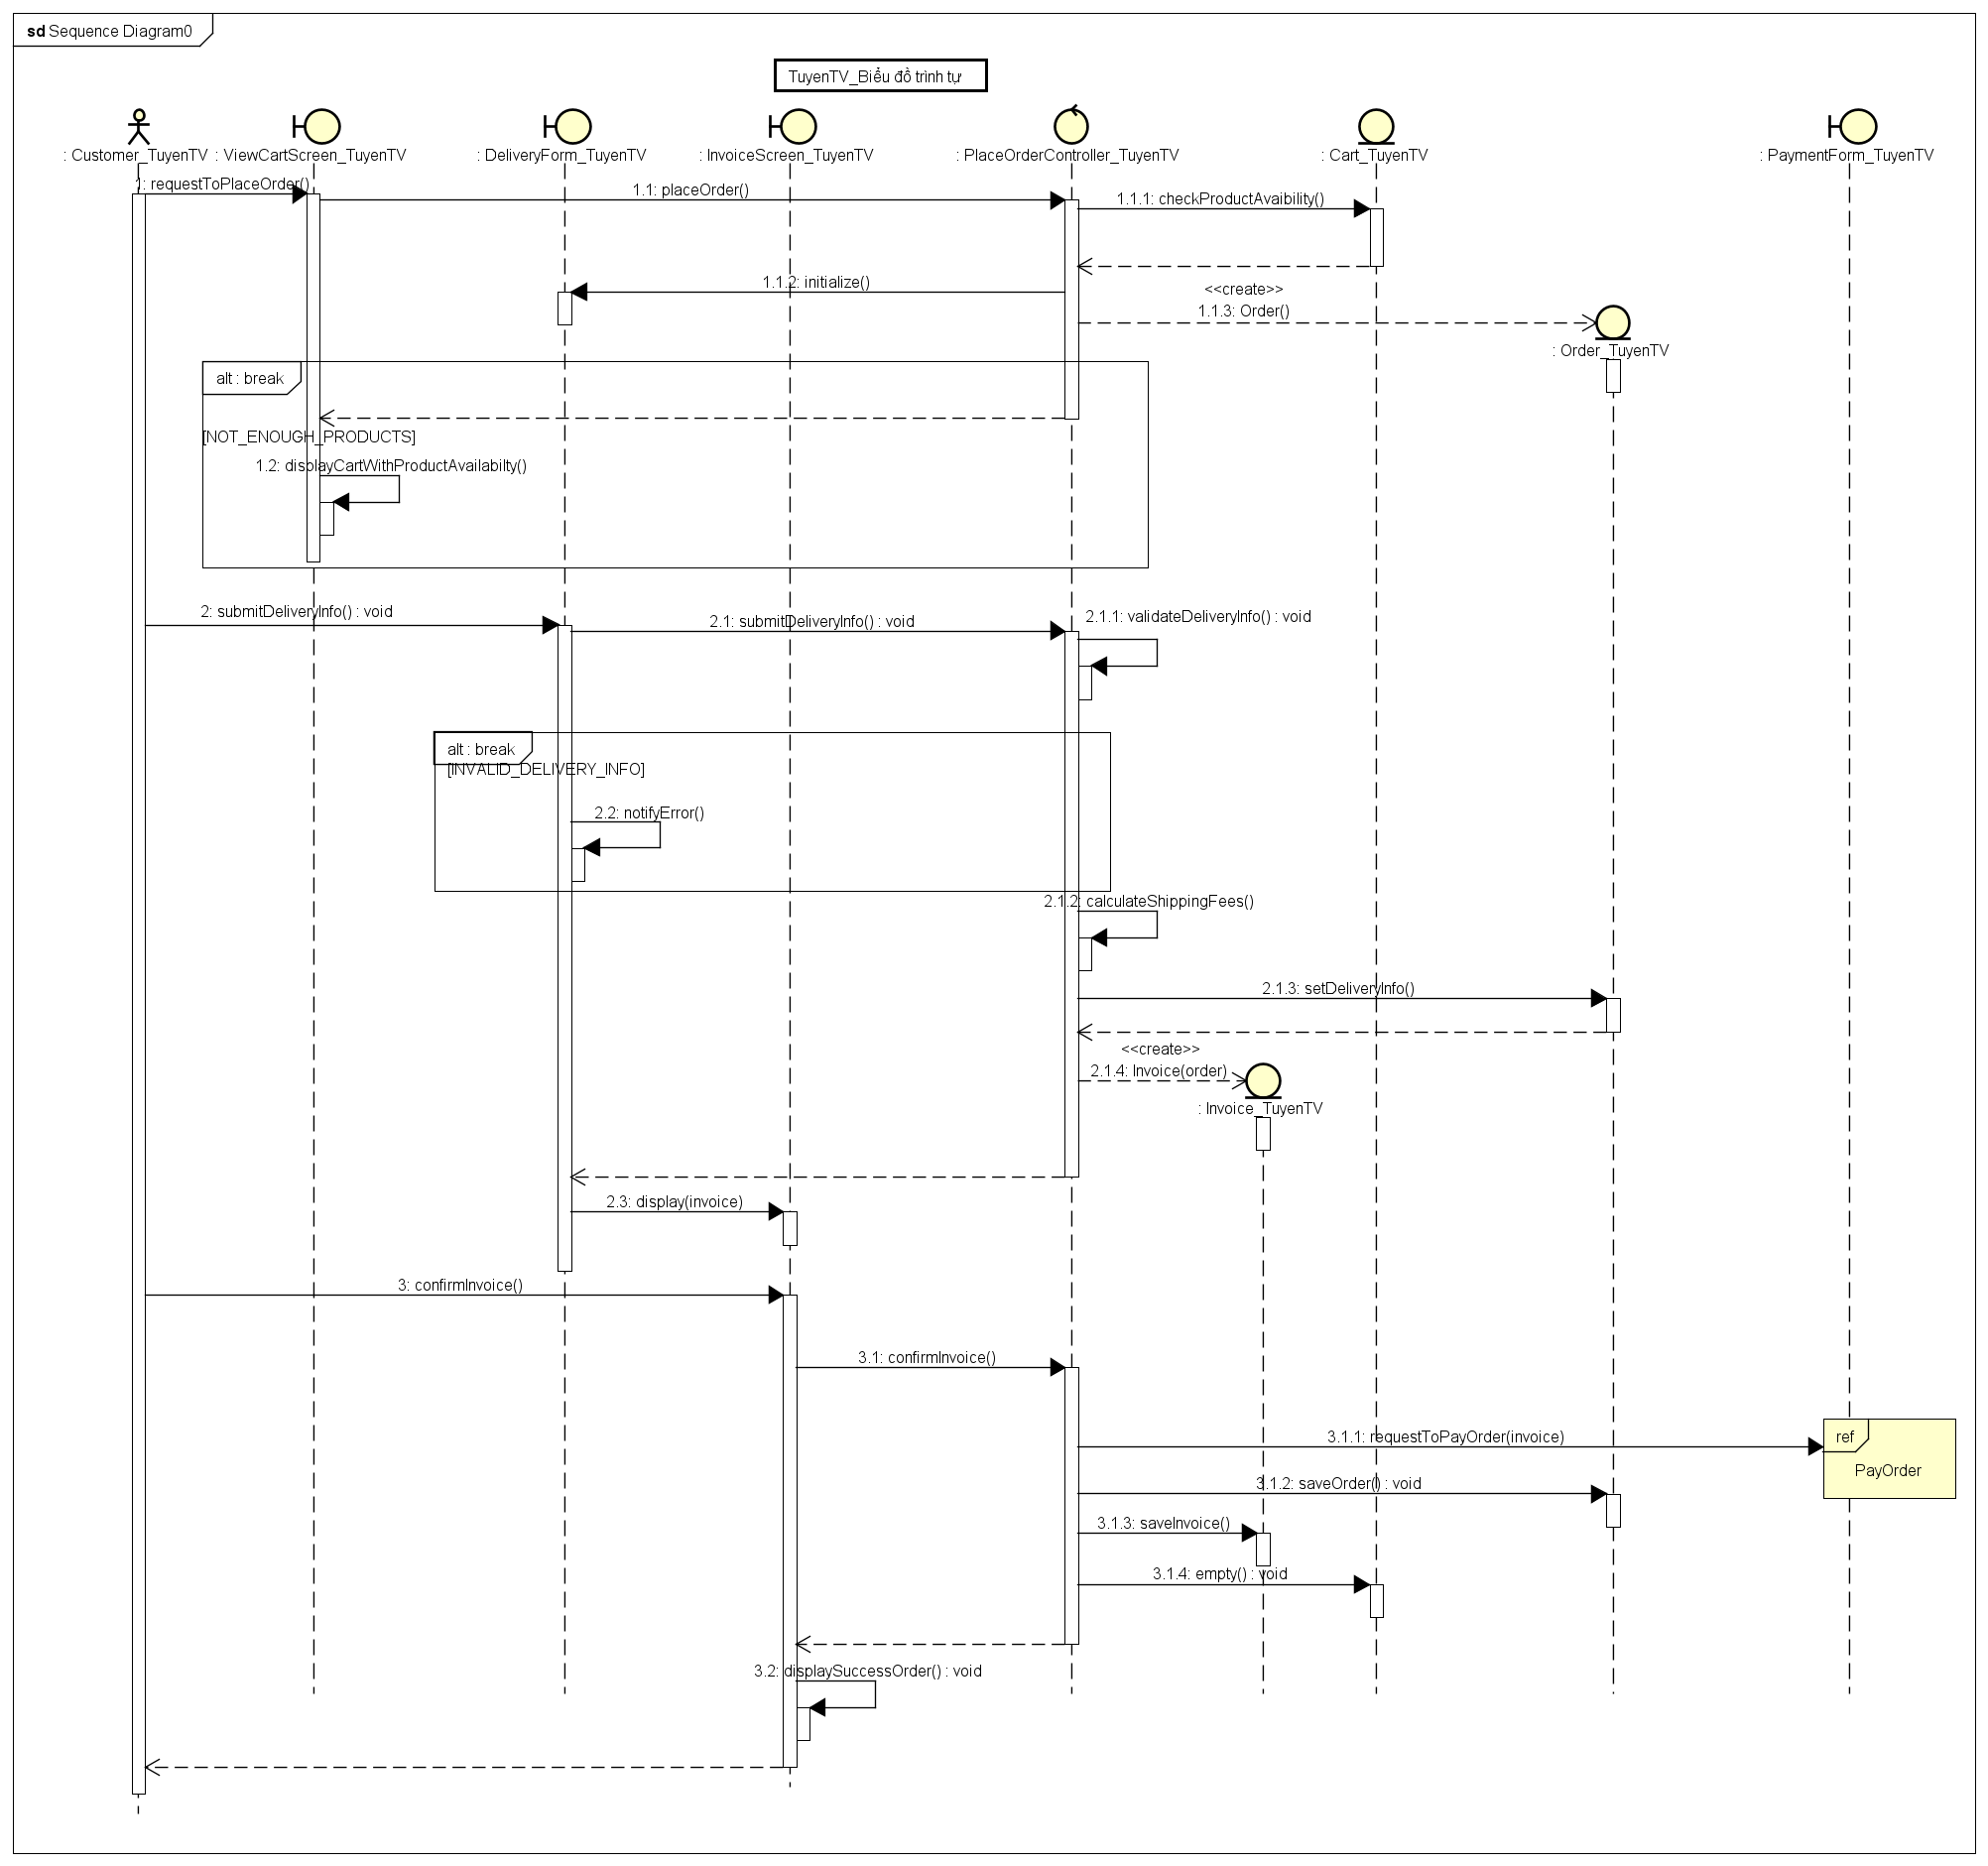 sd Sequence Diagram0
TuyenTV_Biểu đồ trình tự
: Customer_TuyenTV
: ViewCartScreen_TuyenTV
: DeliveryForm_TuyenTV
: InvoiceScreen_TuyenTV
: PlaceOrderController_TuyenTV
: Cart_TuyenTV
: PaymentForm_TuyenTV
1: requestToPlaceOrder()
1.1: placeOrder()
1.1.1: checkProductAvaibility()
1.1.2: initialize()
<<create>>
1.1.3: Order()
: Order_TuyenTV
alt : break
[NOT_ENOUGH_PRODUCTS]
1.2: displayCartWithProductAvailabilty()
2: submitDeliveryInfo() : void
2.1: submitDeliveryInfo() : void
2.1.1: validateDeliveryInfo() : void
alt : break
[INVALID_DELIVERY_INFO]
2.2: notifyError()
2.1.2: calculateShippingFees()
2.1.3: setDeliveryInfo()
<<create>>
2.1.4: Invoice(order)
: Invoice_TuyenTV
2.3: display(invoice)
3: confirmInvoice()
3.1: confirmInvoice()
3.1.1: requestToPayOrder(invoice)
ref
PayOrder
3.1.2: saveOrder() : void
3.1.3: saveInvoice()
3.1.4: empty() : void
3.2: displaySuccessOrder() : void